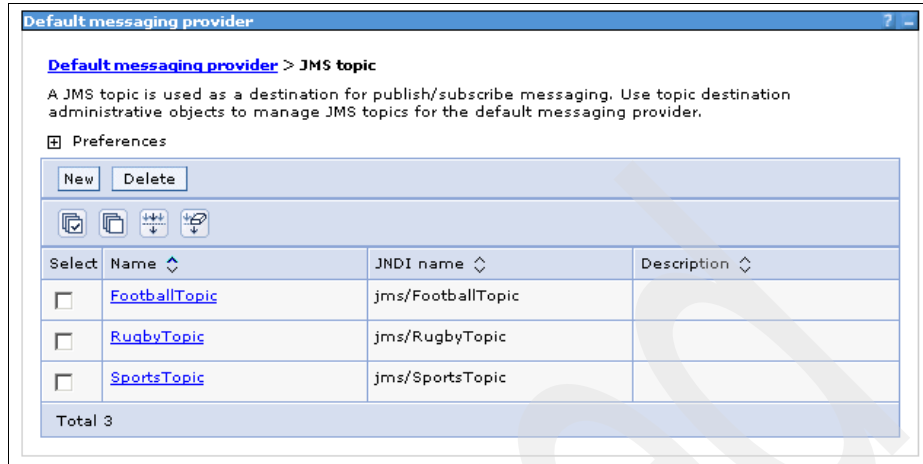 Default messaging provider ? _
Default messaging provider > JMS topic
A JMS topic is used as a destination for publish/subscribe messaging. Use topic destination
administrative objects to manage JMS topics for the default messaging provider.
Preferences
New Delete
Select Name JNDI name Description
FootballTopic jms/FootballTopic
RugbyTopic jms/RugbyTopic
SportsTopic jms/SportsTopic
Total 3